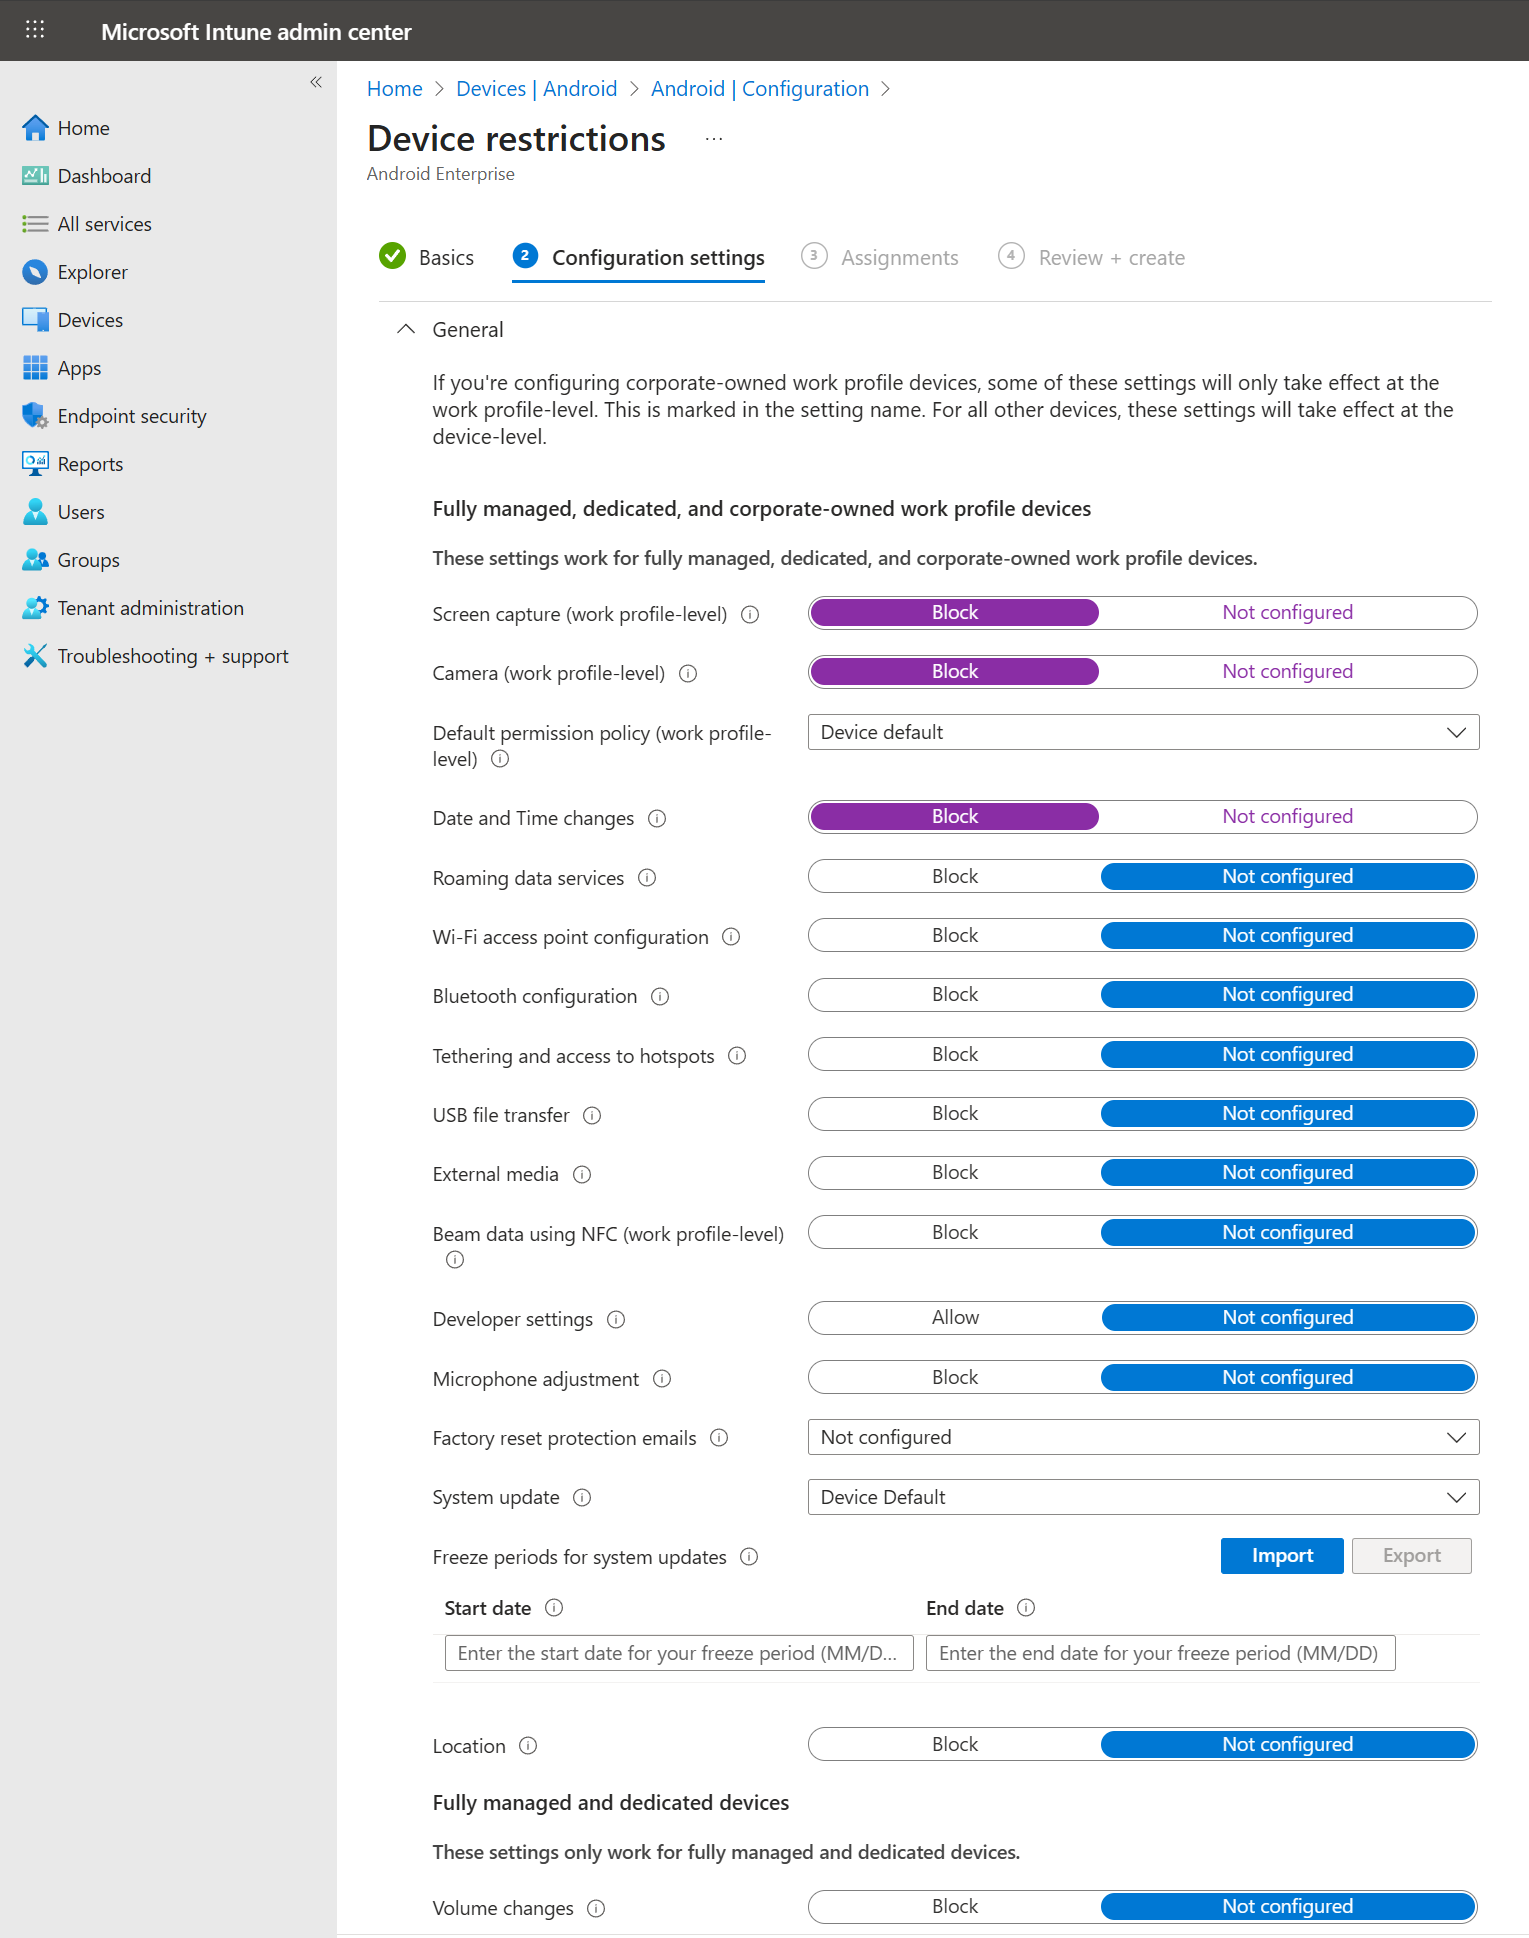 Microsoft Intune admin center
Home
Dashboard
All services
Explorer
Devices
Apps
Endpoint security
Reports
Users
Groups
Tenant administration
Troubleshooting + support
Home > Devices | Android > Android | Configuration >
Device restrictions ...
Android Enterprise
Basics 2 Configuration settings 3 Assignments 4 Review + create
General
If you're configuring corporate-owned work profile devices, some of these settings will only take effect at the
work profile-level. This is marked in the setting name. For all other devices, these settings will take effect at the
device-level.
Fully managed, dedicated, and corporate-owned work profile devices
These settings work for fully managed, dedicated, and corporate-owned work profile devices.
Screen capture (work profile-level) Block Not configured
Camera (work profile-level) Block Not configured
Default permission policy (work profile-
level)
Device default
Date and Time changes Block Not configured
Roaming data services Block Not configured
Wi-Fi access point configuration Block Not configured
Bluetooth configuration Block Not configured
Tethering and access to hotspots Block Not configured
USB file transfer Block Not configured
External media Block Not configured
Beam data using NFC (work profile-level) Block Not configured
Developer settings Allow Not configured
Microphone adjustment Block Not configured
Factory reset protection emails Not configured
System update Device Default
Freeze periods for system updates Import Export
Start date End date
Enter the start date for your freeze period (MM/D... Enter the end date for your freeze period (MM/DD)
Location Block Not configured
Fully managed and dedicated devices
These settings only work for fully managed and dedicated devices.
Volume changes Block Not configured